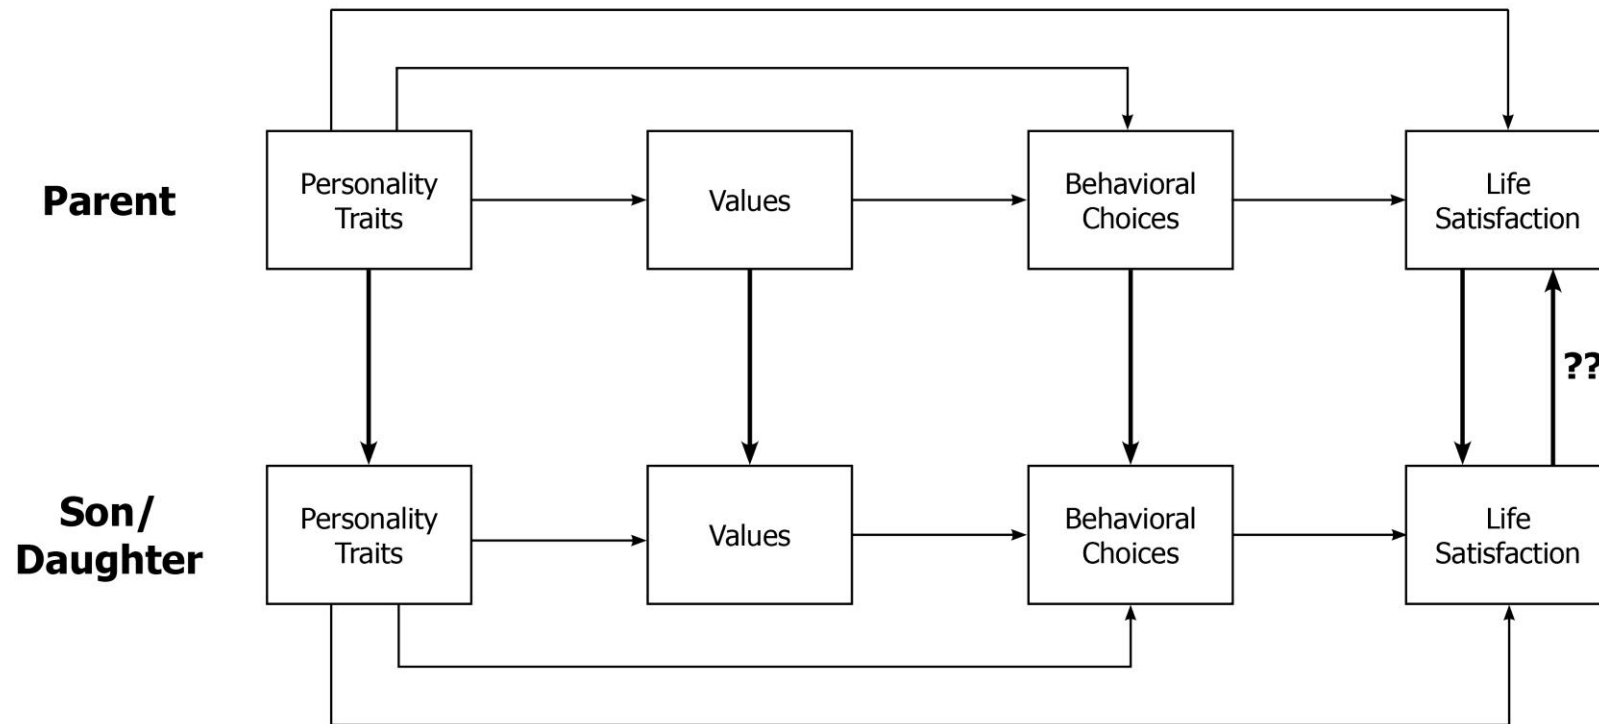 Parent
Personality
Traits
Values
Behavioral
Choices
Life
Satisfaction
??
Son/
Daughter
Personality
Traits
Values
Behavioral
Choices
Life
Satisfaction